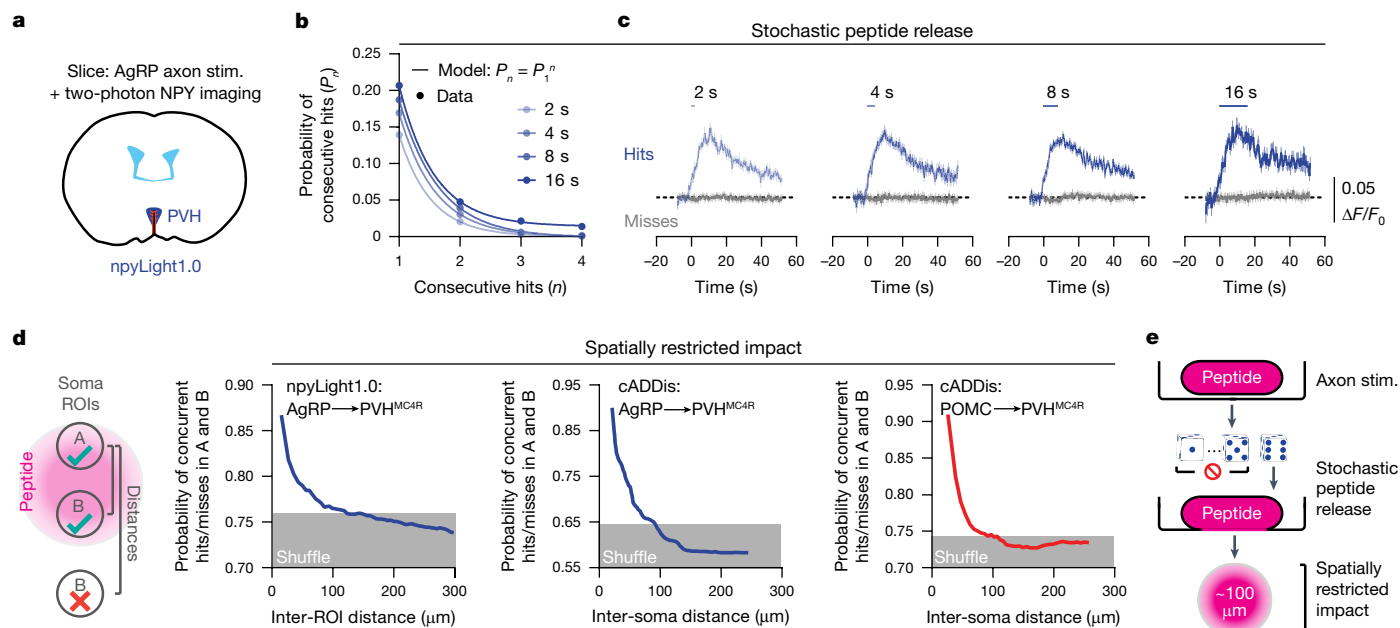 a
Slice: AgRP axon stim.
+ two-photon NPY imaging
PVH
npyLight1.0
b
Probability of
consecutive hits (Pₙ)
0.25
0.20
0.15
0.10
0.05
0
Model: Pₙ = P₁ⁿ
Data
2 s
4 s
8 s
16 s
1 2 3 4
Consecutive hits (n)
c
Stochastic peptide release
2 s 4 s 8 s 16 s
Hits
Misses
0.05
ΔF/F₀
−20 0 20 40 60
−20 0 20 40 60
−20 0 20 40 60
−20 0 20 40 60
Time (s) Time (s) Time (s) Time (s)
d
Spatially restricted impact
Soma
ROIs
Peptide
A
B
B
Distances
Probability of concurrent
hits/misses in A and B
0.90
0.85
0.80
0.75
0.70
npyLight1.0:
AgRP→PVHMC4R
Shuffle
0 100 200 300
Inter-ROI distance (μm)
Probability of concurrent
hits/misses in A and B
0.95
0.85
0.75
0.65
0.55
cADDis:
AgRP→PVHMC4R
Shuffle
0 100 200 300
Inter-soma distance (μm)
Probability of concurrent
hits/misses in A and B
0.95
0.90
0.85
0.80
0.75
0.70
cADDis:
POMC→PVHMC4R
Shuffle
0 100 200 300
Inter-soma distance (μm)
e
Peptide
Axon stim.
...
Stochastic
peptide
release
Peptide
~100
μm
Spatially
restricted
impact